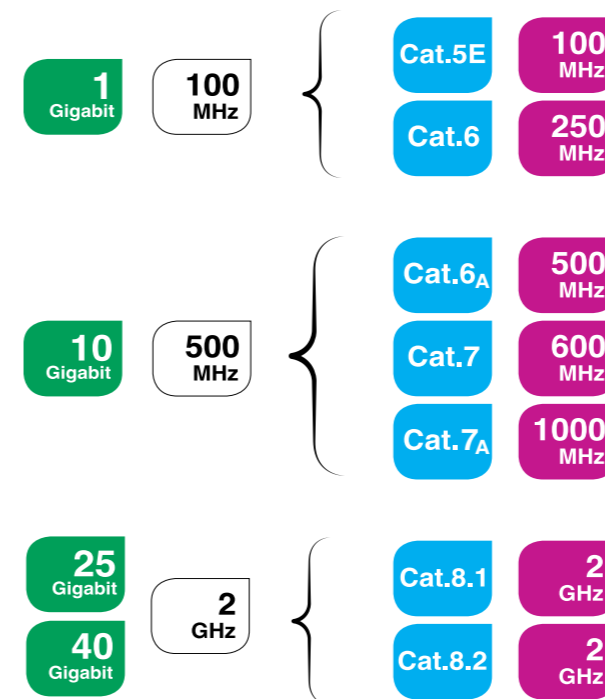 1
Gigabit
100
MHz
Cat.5E
100
MHz
Cat.6
250
MHz
10
Gigabit
500
MHz
Cat.6A
500
MHz
Cat.7
600
MHz
Cat.7A
1000
MHz
25
Gigabit
40
Gigabit
2
GHz
Cat.8.1
2
GHz
Cat.8.2
2
GHz